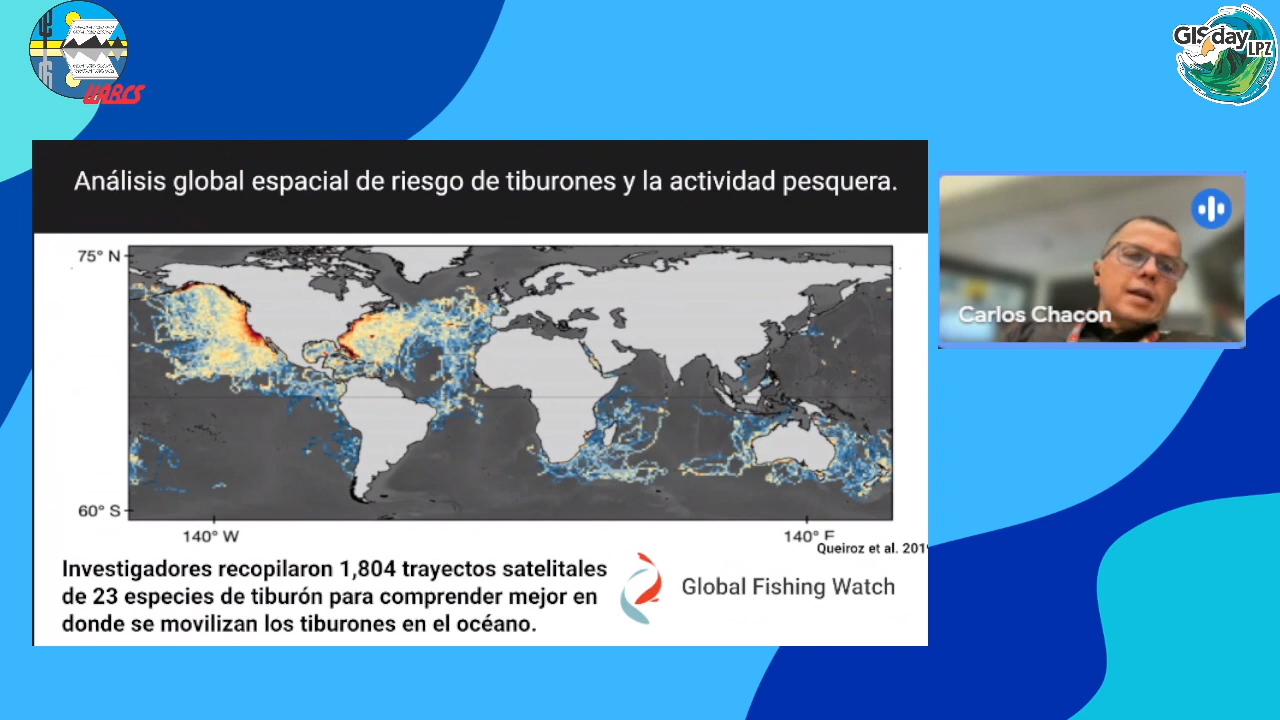 UABCS
GISday
LPZ
Análisis global espacial de riesgo de tiburones y la actividad pesquera.
75° N
60° S
140° W
140° E
Queiroz et al. 201
Carlos Chacon
Investigadores recopilaron 1,804 trayectos satelitales
de 23 especies de tiburón para comprender mejor en
donde se movilizan los tiburones en el océano.
Global Fishing Watch